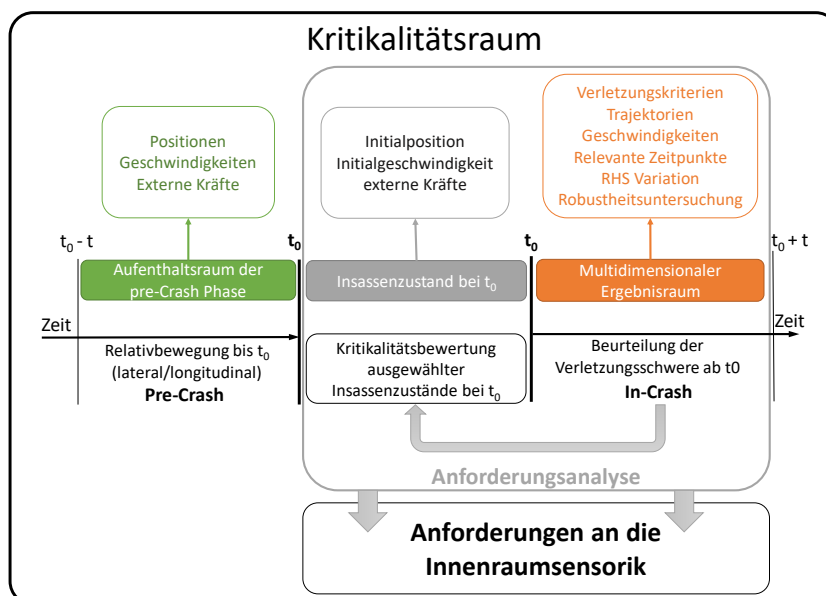 Kritikalitätsraum
Positionen
Geschwindigkeiten
Externe Kräfte
Initialposition
Initialgeschwindigkeit
externe Kräfte
Verletzungskriterien
Trajektorien
Geschwindigkeiten
Relevante Zeitpunkte
RHS Variation
Robustheitsuntersuchung
t₀ - t
t₀
t₀
t₀ + t
Aufenthaltsraum der
pre-Crash Phase
Insassenzustand bei t₀
Multidimensionaler
Ergebnisraum
Zeit
Zeit
Relativbewegung bis t₀
(lateral/longitudinal)
Pre-Crash
Kritikalitätsbewertung
ausgewählter
Insassenzustände bei t₀
Beurteilung der
Verletzungsschwere ab t0
In-Crash
Anforderungsanalyse
Anforderungen an die
Innenraumsensorik